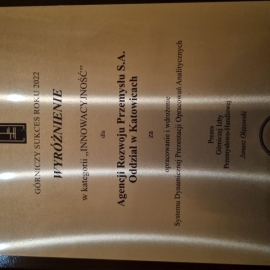 GÓRNICZY SUKCES ROKU 2022
WYRÓŻNIENIE
w kategorii „INNOWACYJNOŚĆ”
dla
Agencji Rozwoju Przemysłu S.A.
Oddział w Katowicach
za
opracowanie i wdrożenie
Systemu Dynamicznej Prezentacji Opracowań Analitycznych
Prezes
Górniczej Izby
Przemysłowo-Handlowej
Janusz Olszowski